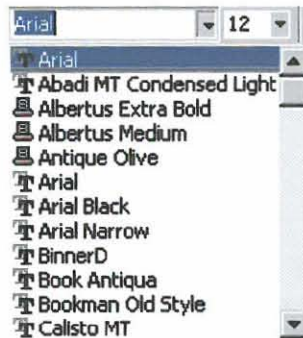 Arial 12
Arial
Abadi MT Condensed Light
Albertus Extra Bold
Albertus Medium
Antique Olive
Arial
Arial Black
Arial Narrow
BinnerD
Book Antiqua
Bookman Old Style
Calisto MT